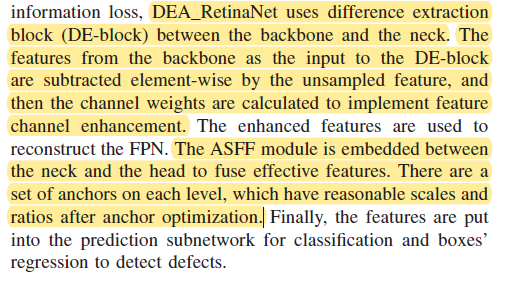 information loss, DEA_RetinaNet uses difference extraction
block (DE-block) between the backbone and the neck. The
features from the backbone as the input to the DE-block
are subtracted element-wise by the unsampled feature, and
then the channel weights are calculated to implement feature
channel enhancement. The enhanced features are used to
reconstruct the FPN. The ASFF module is embedded between
the neck and the head to fuse effective features. There are a
set of anchors on each level, which have reasonable scales and
ratios after anchor optimization. Finally, the features are put
into the prediction subnetwork for classification and boxes’
regression to detect defects.